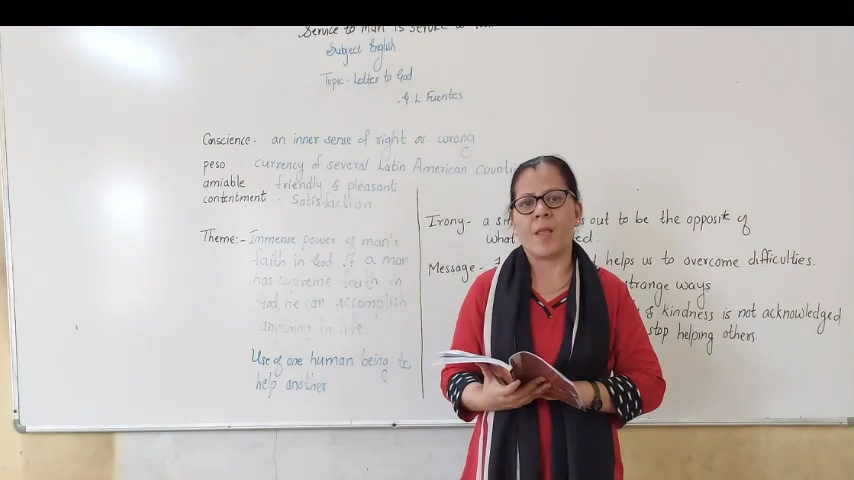 Service to man is service to
Subject English.
Topic - Letter to God
- G. L. Fuentes
Conscience - an inner sense of right or wrong
peso - currency of several Latin American
amiable - friendly & pleasant
contentment - Satisfaction
Theme:- Immense power of man's
faith in God. If a man
has supreme faith in
God, he can accomplish
anything in life.
Use of one human being to
help another
Irony - a out to be the opposite of
what
Message - helps us to overcome difficulties.
strange ways
of kindness is not acknowledged
stop helping others.